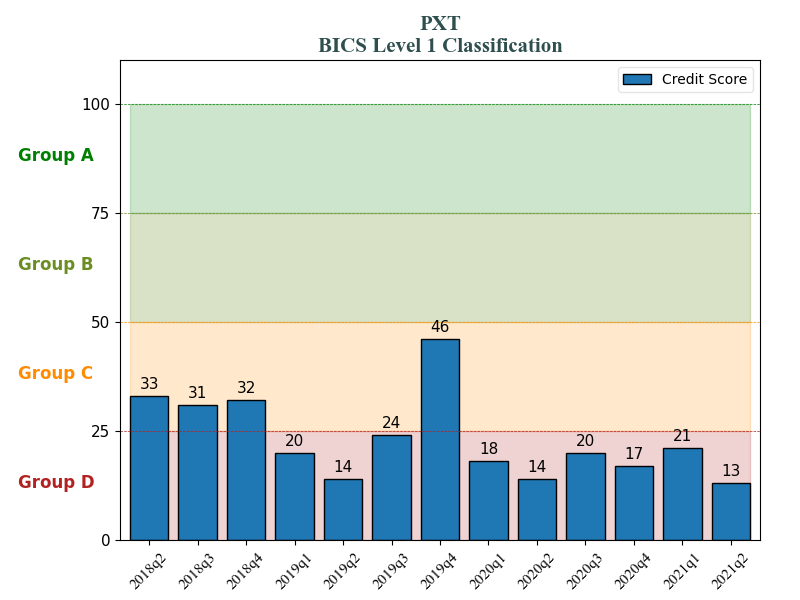 PXT
BICS Level 1 Classification
Credit Score
100
Group A
75
Group B
50
46
Group C
33
31
32
25
24
20
14
18
14
20
17
21
13
Group D
0
2018q2
2018q3
2018q4
2019q1
2019q2
2019q3
2019q4
2020q1
2020q2
2020q3
2020q4
2021q1
2021q2